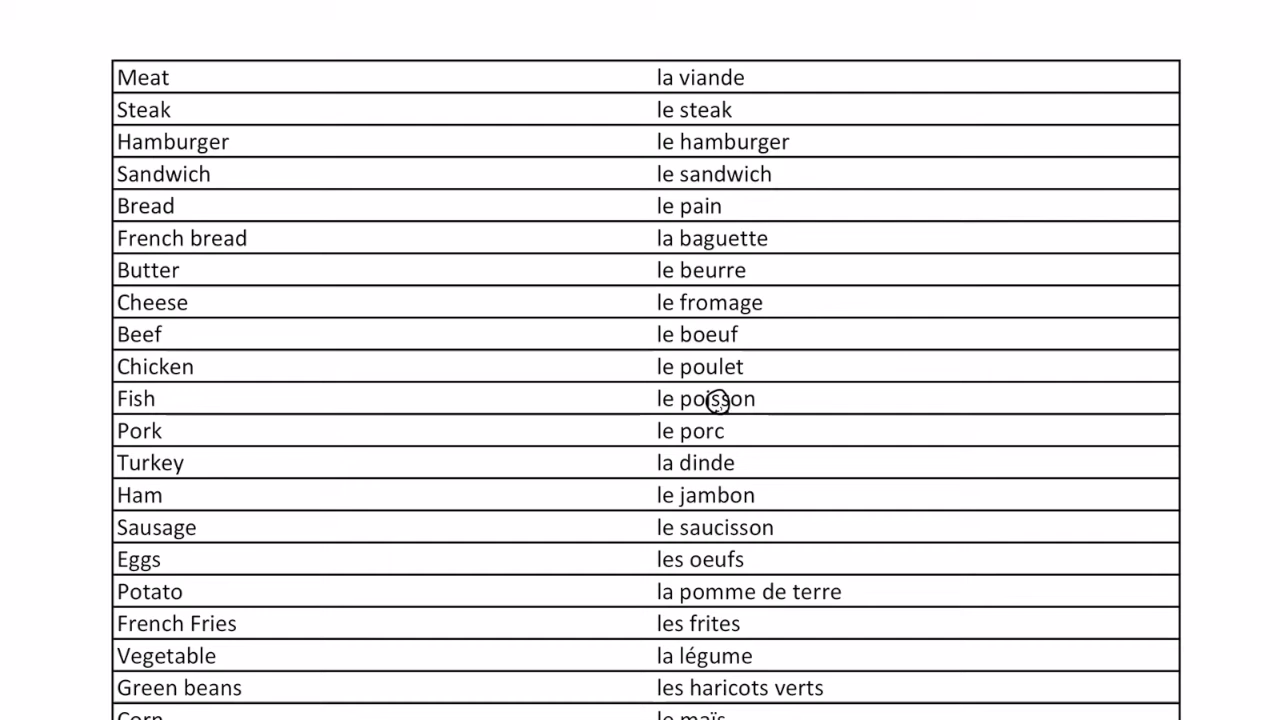 Meat la viande
Steak le steak
Hamburger le hamburger
Sandwich le sandwich
Bread le pain
French bread la baguette
Butter le beurre
Cheese le fromage
Beef le boeuf
Chicken le poulet
Fish le poisson
Pork le porc
Turkey la dinde
Ham le jambon
Sausage le saucisson
Eggs les oeufs
Potato la pomme de terre
French Fries les frites
Vegetable la légume
Green beans les haricots verts
Corn le maïs